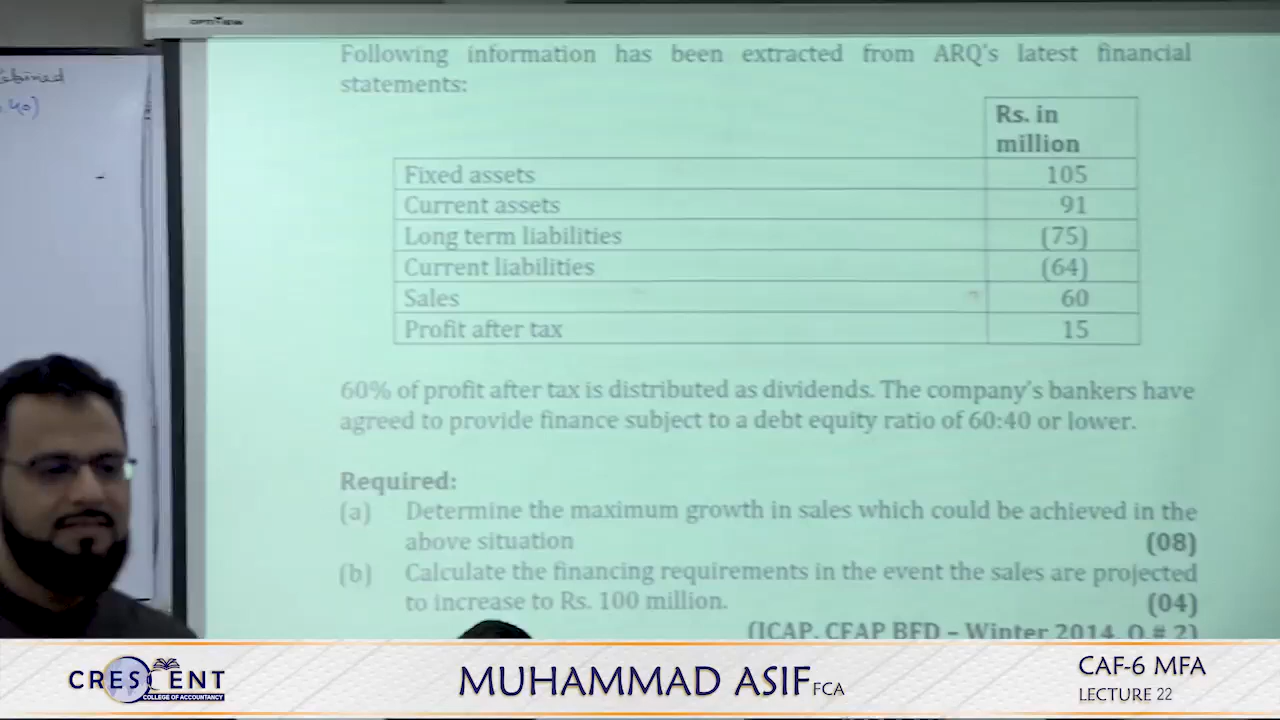 OPTIVIEW
Following information has been extracted from ARQ's latest financial
statements:
Rs. in
million
Fixed assets 105
Current assets 91
Long term liabilities (75)
Current liabilities (64)
Sales 60
Profit after tax 15
60% of profit after tax is distributed as dividends. The company's bankers have
agreed to provide finance subject to a debt equity ratio of 60:40 or lower.
Required:
(a) Determine the maximum growth in sales which could be achieved in the
above situation (08)
(b) Calculate the financing requirements in the event the sales are projected
to increase to Rs. 100 million. (04)
(ICAP, CFAP BFD – Winter 2014, Q # 2)
CRESCENT
COLLEGE OF ACCOUNTANCY
MUHAMMAD ASIF FCA
CAF-6 MFA
LECTURE 22